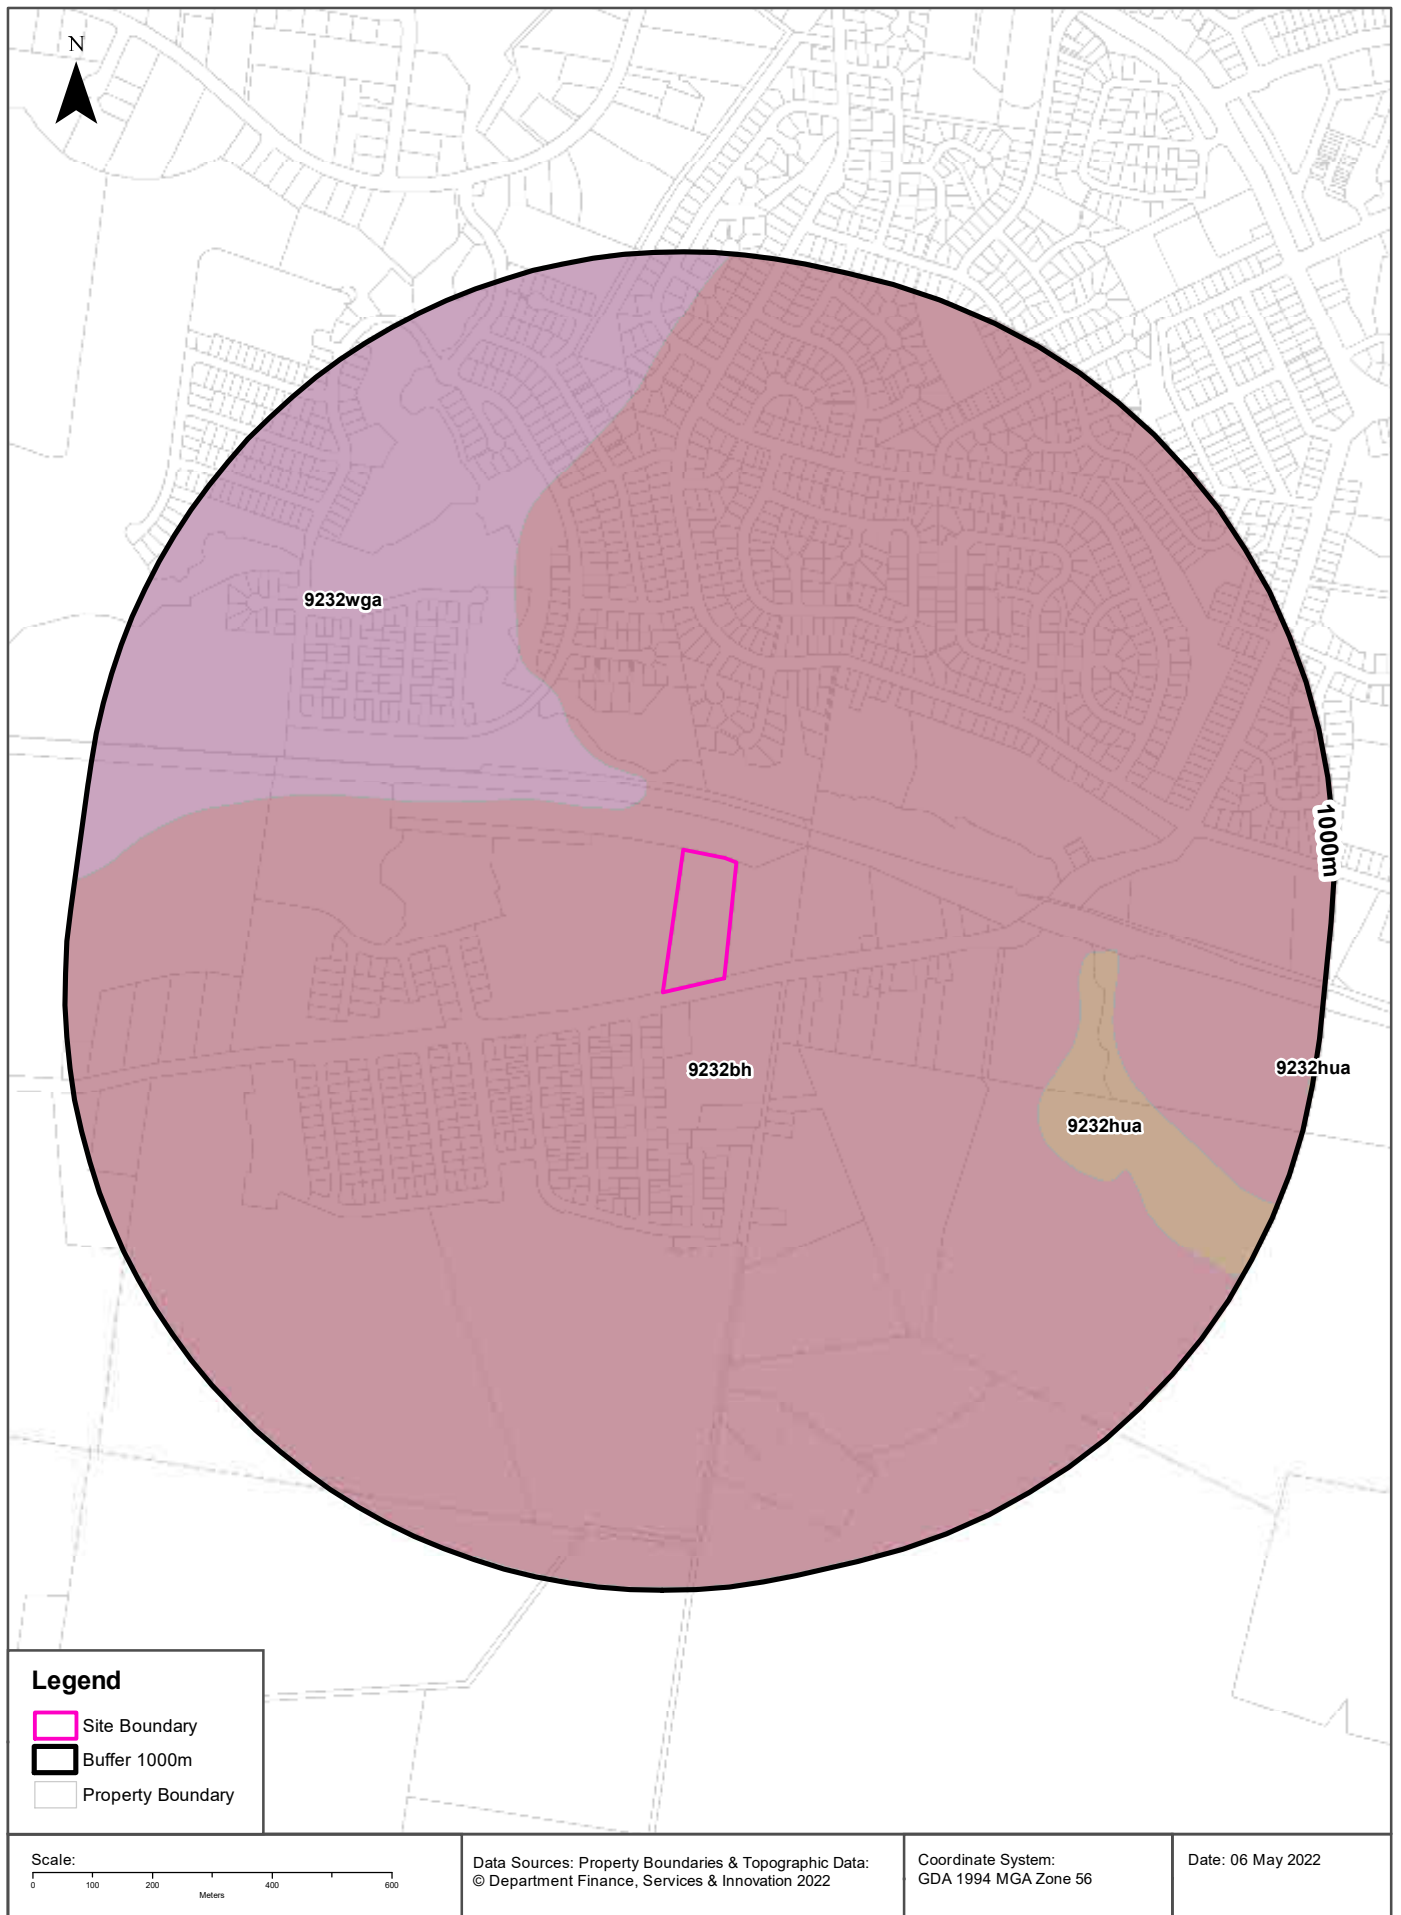 N
9232wga
1000m
9232bh
9232hua
9232hua
Legend
Site Boundary
Buffer 1000m
Property Boundary
Scale:
0 100 200 400 600
Meters
Data Sources: Property Boundaries & Topographic Data:
© Department Finance, Services & Innovation 2022
Coordinate System:
GDA 1994 MGA Zone 56
Date: 06 May 2022